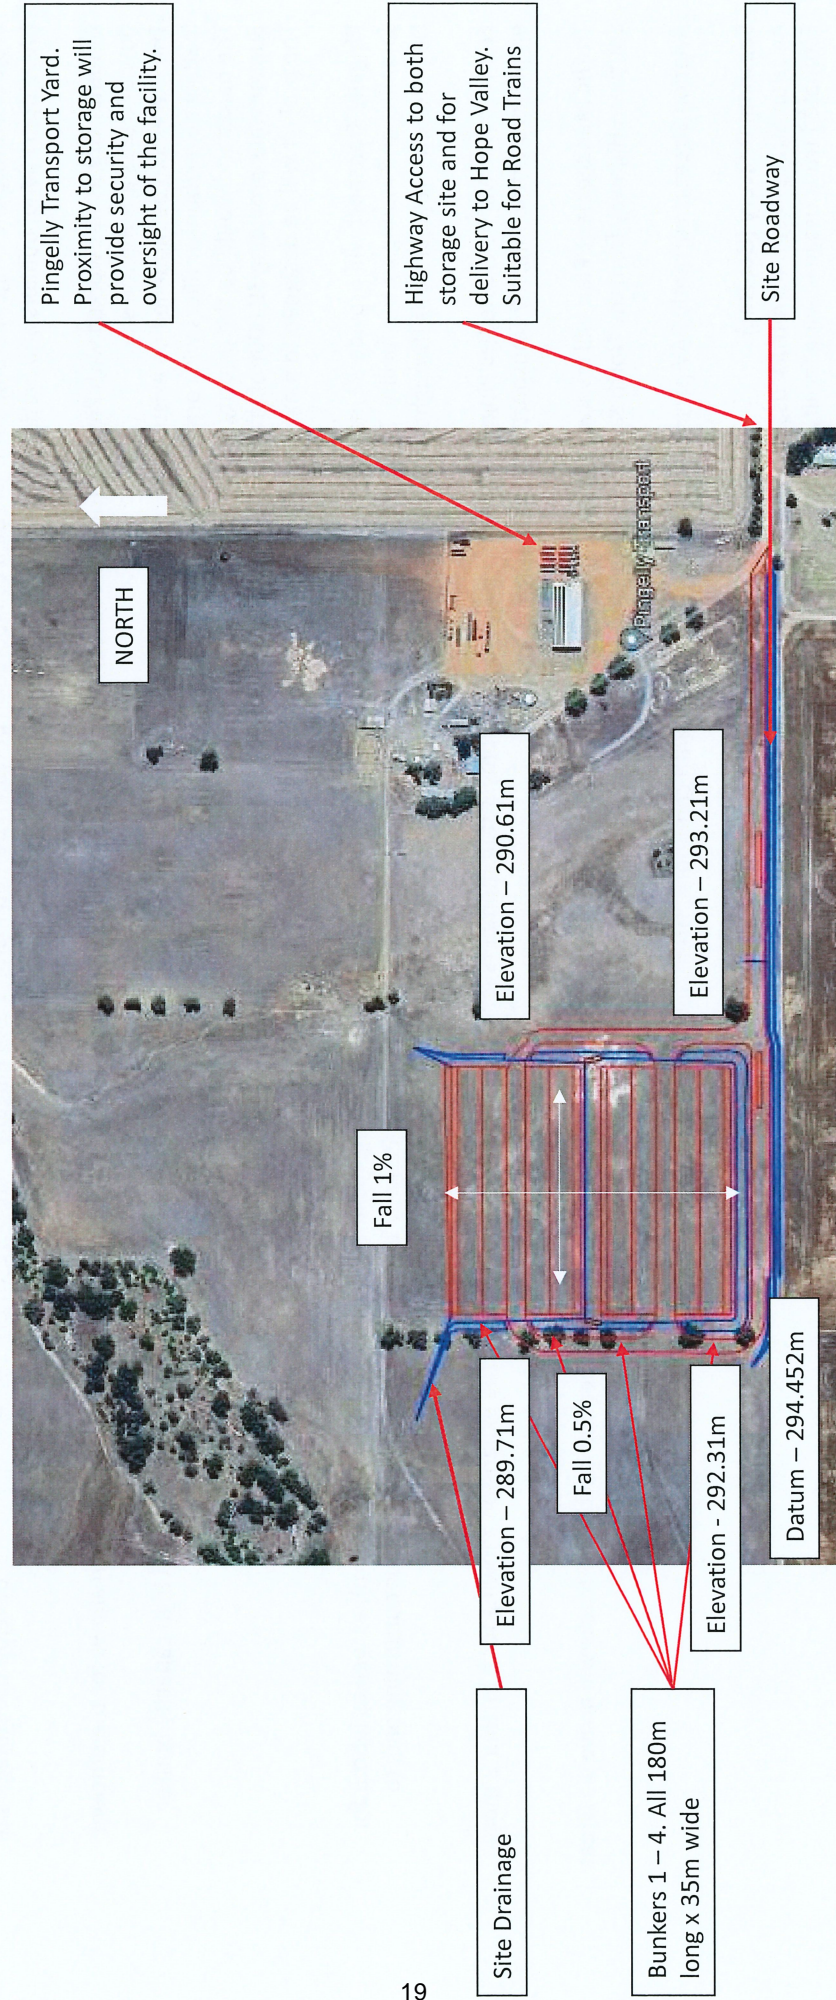 Pingelly Transport Yard.
Proximity to storage will
provide security and
oversight of the facility.
Highway Access to both
storage site and for
delivery to Hope Valley.
Suitable for Road Trains
Site Roadway
NORTH
Pingelly Transport
Elevation – 290.61m
Elevation – 293.21m
Fall 1%
Elevation – 289.71m
Fall 0.5%
Elevation - 292.31m
Datum – 294.452m
Site Drainage
Bunkers 1 – 4. All 180m
long x 35m wide
19